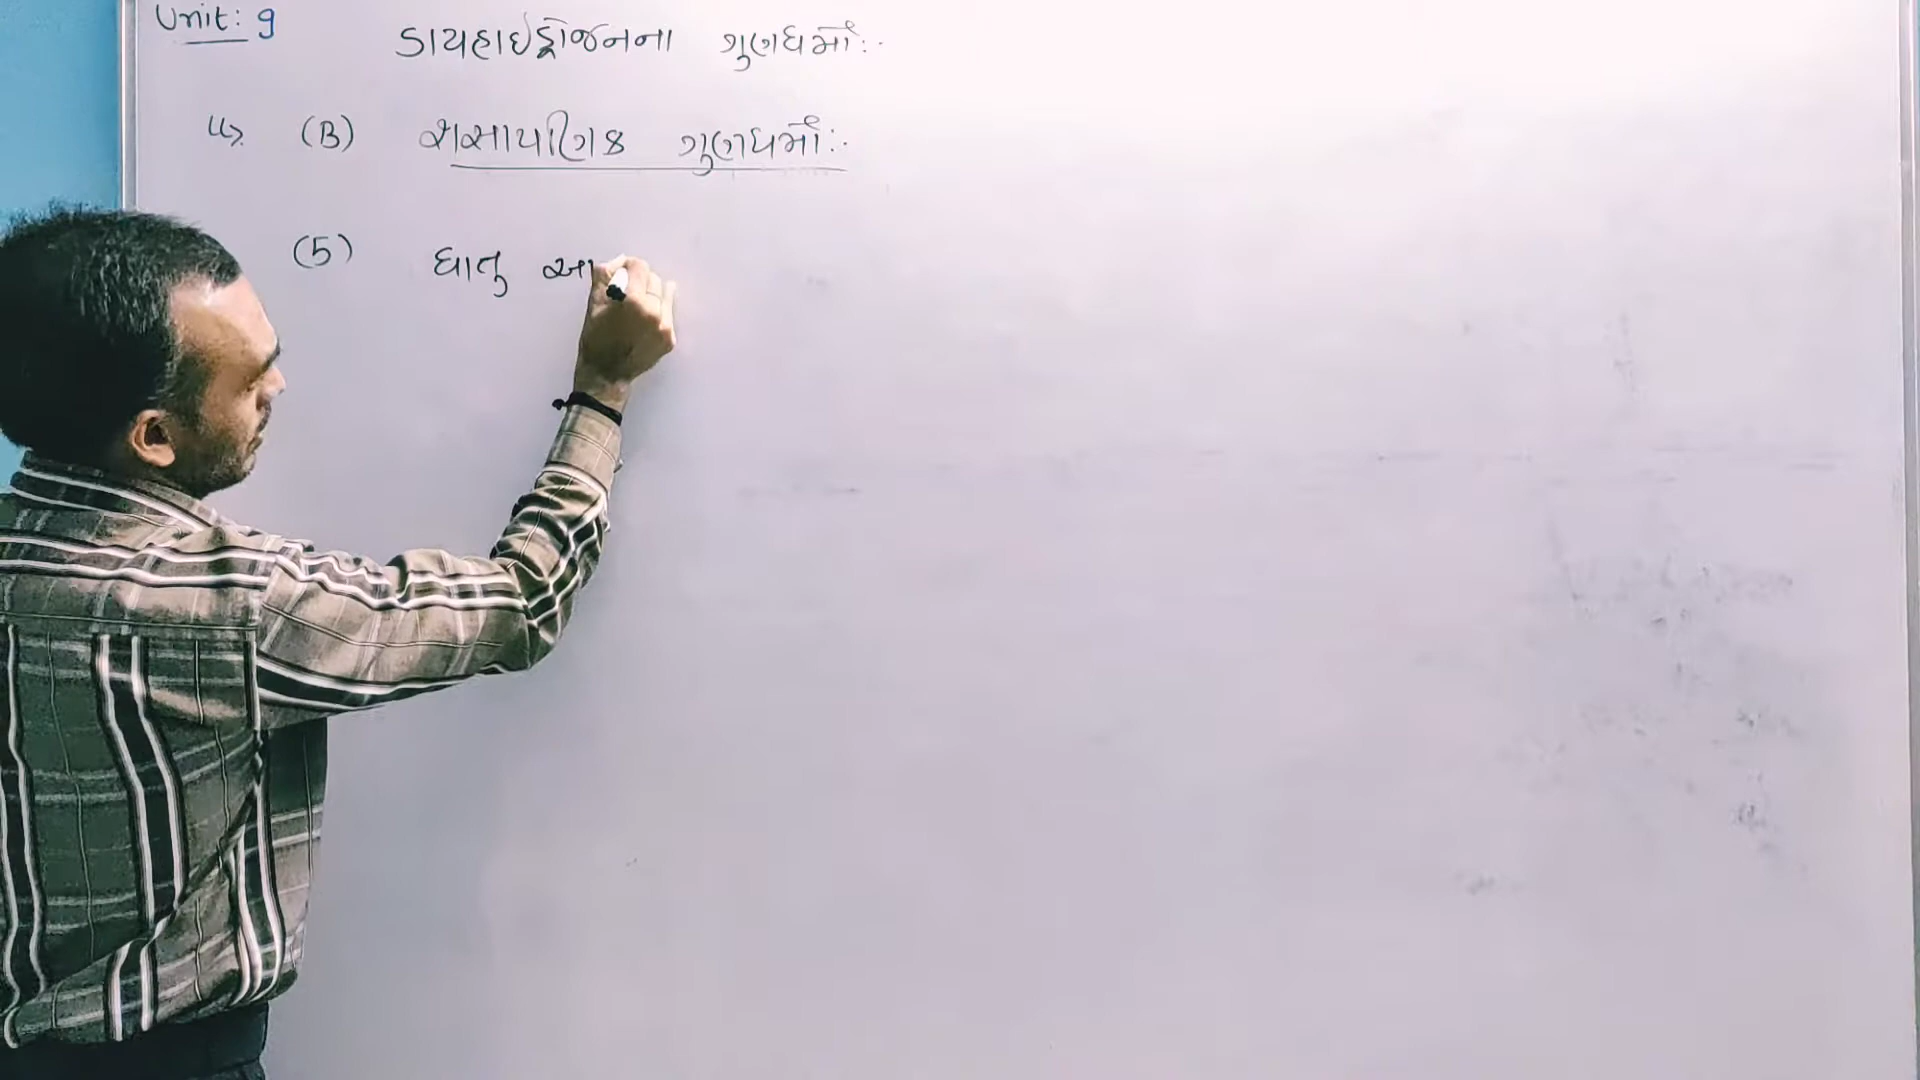 Unit: 9
ડાયહાઇડ્રોજનના ગુણધર્મો:-
(B) રાસાયણિક ગુણધર્મો:-
(5) ધાતુ આ